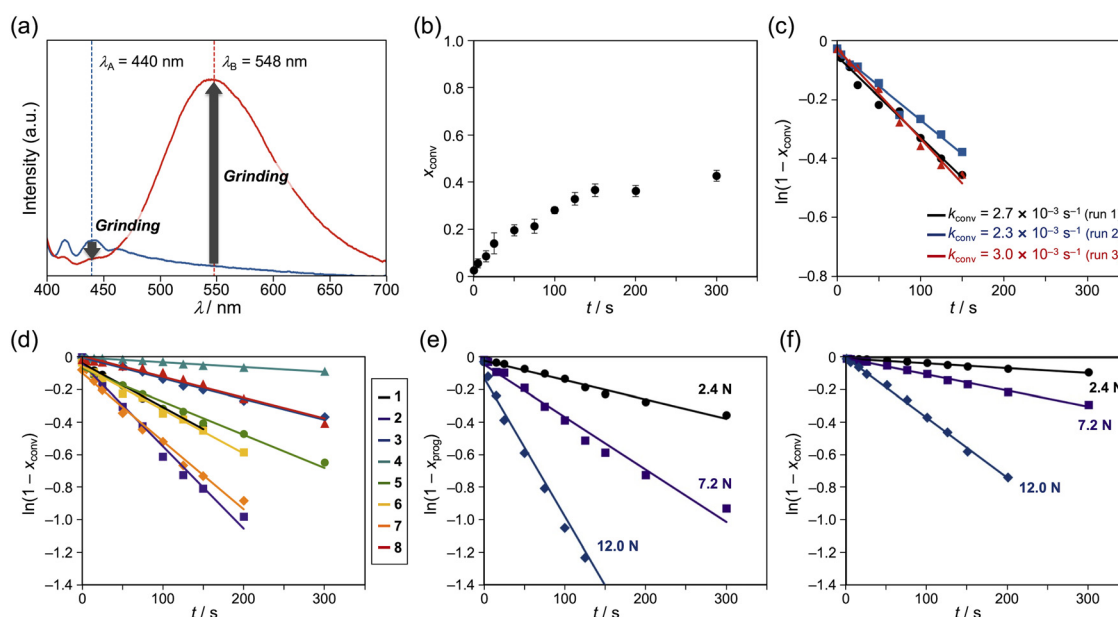 (a)
λA = 440 nm
λB = 548 nm
Grinding
Grinding
Intensity (a.u.)
400 450 500 550 600 650 700
λ / nm
(b)
1.0
0.8
0.6
0.4
0.2
0
xconv
0 100 200 300
t / s
(c)
0
–0.2
–0.4
–0.6
–0.8
ln(1 − xconv)
kconv = 2.7 × 10−3 s−1 (run 1
kconv = 2.3 × 10−3 s−1 (run 2
kconv = 3.0 × 10−3 s−1 (run 3
0 100 200 300
t / s
(d)
0
–0.2
–0.4
–0.6
–0.8
–1.0
–1.2
–1.4
ln(1 − xconv)
0 100 200 300
t / s
1
2
3
4
5
6
7
8
(e)
0
–0.2
–0.4
–0.6
–0.8
–1.0
–1.2
–1.4
ln(1 − xprog)
2.4 N
7.2 N
12.0 N
0 100 200 300
t / s
(f)
0
–0.2
–0.4
–0.6
–0.8
–1.0
–1.2
–1.4
ln(1 − xconv)
2.4 N
7.2 N
12.0 N
0 100 200 300
t / s